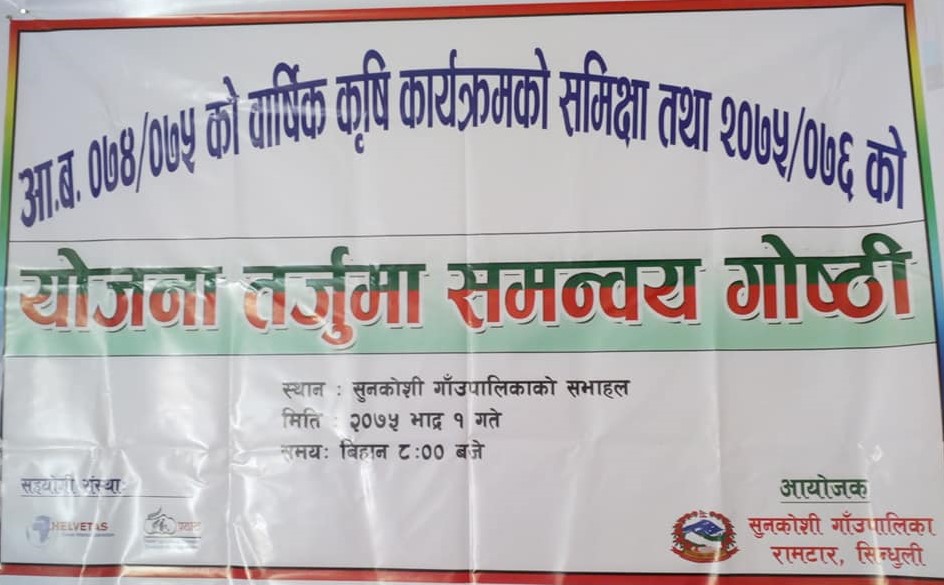 आ.ब. ०७४/०७५ को वार्षिक कृषि कार्यक्रमको समिक्षा तथा २०७५/०७६ को
योजना तर्जुमा समन्वय गोष्ठी
स्थान : सुनकोशी गाँउपालिकाको सभाहल
मिति : २०७५ भाद्र १ गते
समय: बिहान ८:०० बजे
सहयोगी संस्था:
HELVETAS
आयोजक
सुनकोशी गाँउपालिका
रामटार, सिन्धुली